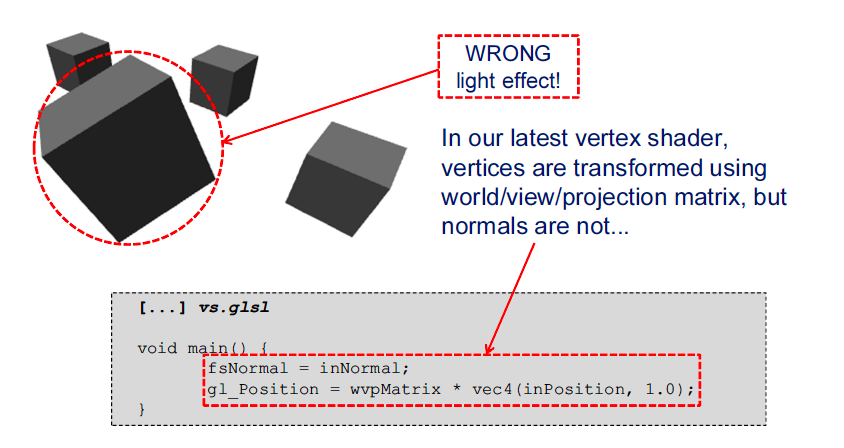 WRONG
light effect!
In our latest vertex shader,
vertices are transformed using
world/view/projection matrix, but
normals are not...
[...] vs.glsl
void main() {
fsNormal = inNormal;
gl_Position = wvpMatrix * vec4(inPosition, 1.0);
}